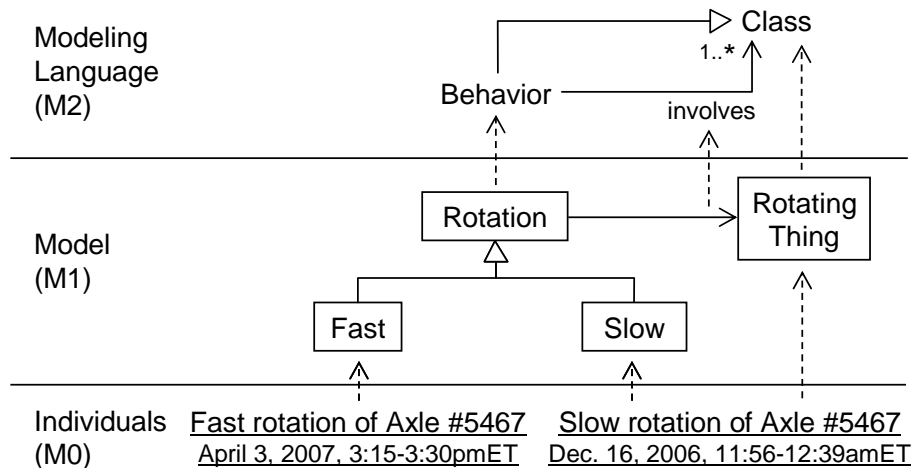 Modeling
Language
(M2)
Class
1..*
Behavior
involves
Model
(M1)
Rotation
Rotating
Thing
Fast
Slow
Individuals
(M0)
Fast rotation of Axle #5467
April 3, 2007, 3:15-3:30pmET
Slow rotation of Axle #5467
Dec. 16, 2006, 11:56-12:39amET